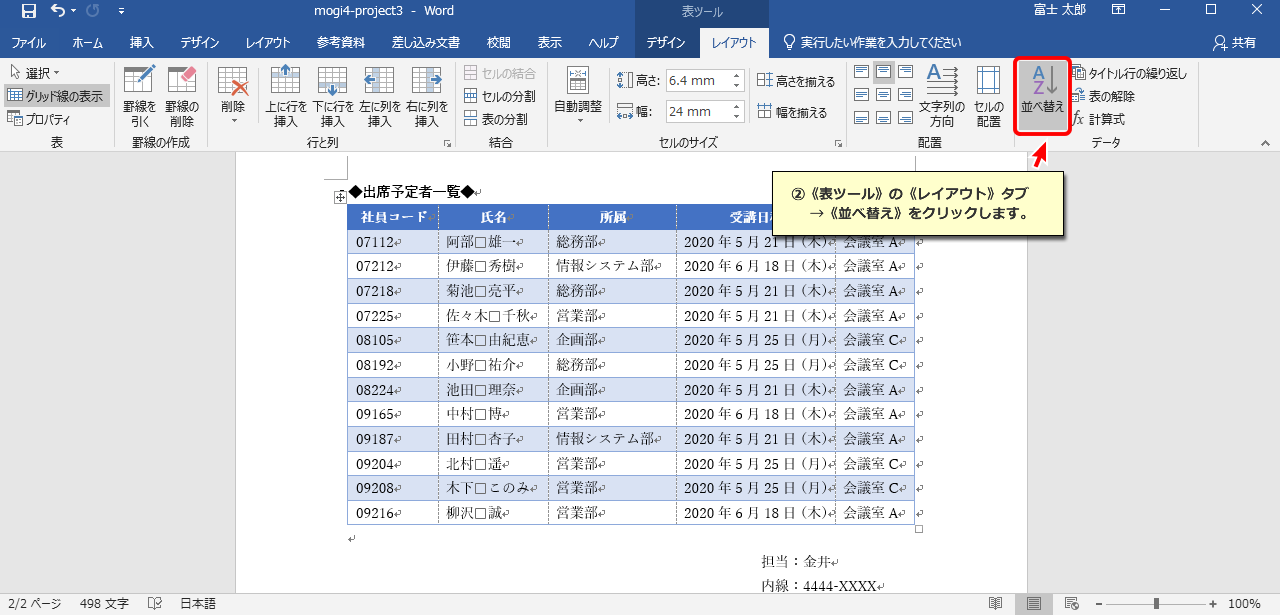 mogi4-project3 - Word
表ツール
富士 太郎
ファイル ホーム 挿入 デザイン レイアウト 参考資料 差し込み文書 校閲 表示 ヘルプ デザイン レイアウト 実行したい作業を入力してください 共有
選択
グリッド線の表示
プロパティ
表
罫線を引く
罫線の削除
罫線の作成
削除
上に行を挿入
下に行を挿入
左に列を挿入
右に列を挿入
行と列
セルの結合
セルの分割
表の分割
結合
自動調整
高さ: 6.4 mm
幅: 24 mm
高さを揃える
幅を揃える
セルのサイズ
文字列の方向
セルの配置
配置
並べ替え
タイトル行の繰り返し
表の解除
fx 計算式
データ
②《表ツール》の《レイアウト》タブ
→《並べ替え》をクリックします。
◆出席予定者一覧◆
社員コード 氏名 所属 受講日
07112 阿部□雄一 総務部 2020 年 5 月 21 日（木） 会議室 A
07212 伊藤□秀樹 情報システム部 2020 年 6 月 18 日（木） 会議室 A
07218 菊池□亮平 総務部 2020 年 5 月 21 日（木） 会議室 A
07225 佐々木□千秋 営業部 2020 年 5 月 21 日（木） 会議室 A
08105 笹本□由紀恵 企画部 2020 年 5 月 25 日（月） 会議室 C
08192 小野□祐介 総務部 2020 年 5 月 25 日（月） 会議室 C
08224 池田□理奈 企画部 2020 年 5 月 21 日（木） 会議室 A
09165 中村□博 営業部 2020 年 6 月 18 日（木） 会議室 A
09187 田村□杏子 情報システム部 2020 年 5 月 21 日（木） 会議室 A
09204 北村□遥 営業部 2020 年 5 月 25 日（月） 会議室 C
09208 木下□このみ 営業部 2020 年 5 月 25 日（月） 会議室 C
09216 柳沢□誠 営業部 2020 年 6 月 18 日（木） 会議室 A
担当：金井
内線：4444-XXXX
2/2 ページ 498 文字 日本語 100%